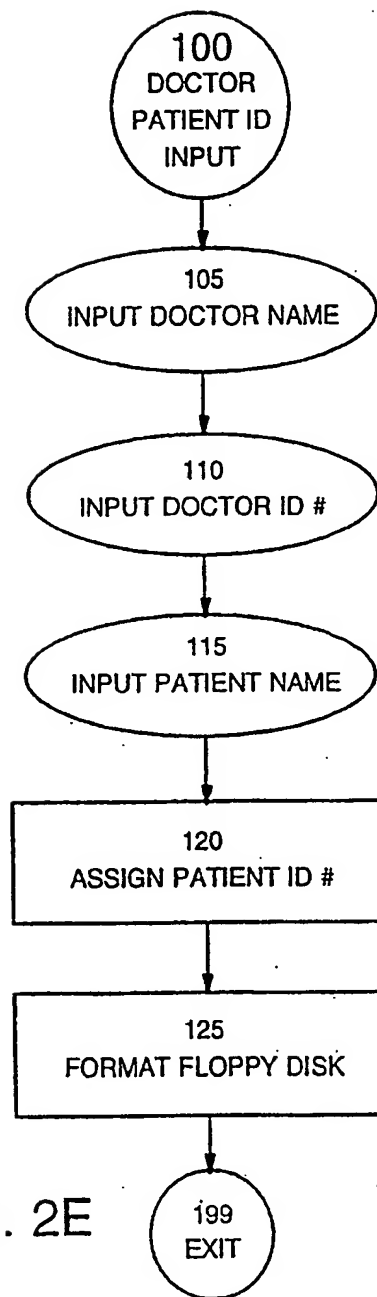 100
DOCTOR
PATIENT ID
INPUT
105
INPUT DOCTOR NAME
110
INPUT DOCTOR ID #
115
INPUT PATIENT NAME
120
ASSIGN PATIENT ID #
125
FORMAT FLOPPY DISK
199
EXIT
. 2E